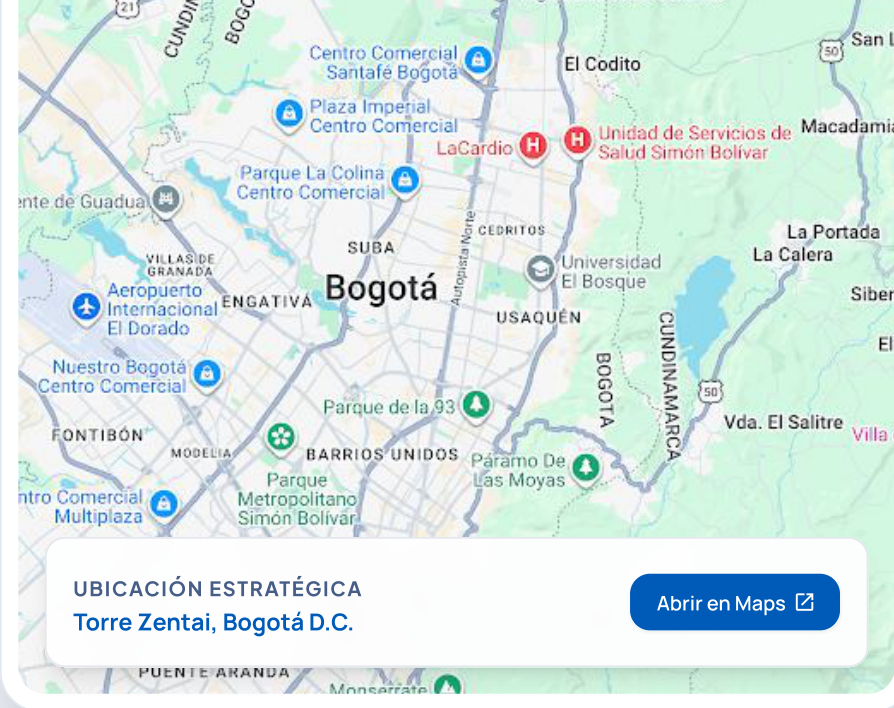 21
CUNDIN
BOGO
Centro Comercial
Santafé Bogotá
El Codito
50
San L
Plaza Imperial
Centro Comercial
LaCardio
Unidad de Servicios de
Salud Simón Bolívar
Macadamia
Parque La Colina
Centro Comercial
ente de Guadua
SUBA
Autopista Norte
CEDRITOS
La Portada
La Calera
VILLAS DE
GRANADA
Universidad
El Bosque
Aeropuerto
Internacional
El Dorado
ENGATIVÁ
Bogotá
USAQUÉN
Siber
El
CUNDINAMARCA
BOGOTA
Nuestro Bogotá
Centro Comercial
50
Parque de la 93
Vda. El Salitre
Villa
FONTIBÓN
MODELIA
BARRIOS UNIDOS
Páramo De
Las Moyas
Parque
Metropolitano
Simón Bolívar
ntro Comercial
Multiplaza
UBICACIÓN ESTRATÉGICA
Torre Zentai, Bogotá D.C.
Abrir en Maps
PUENTE ARANDA
Monserrate